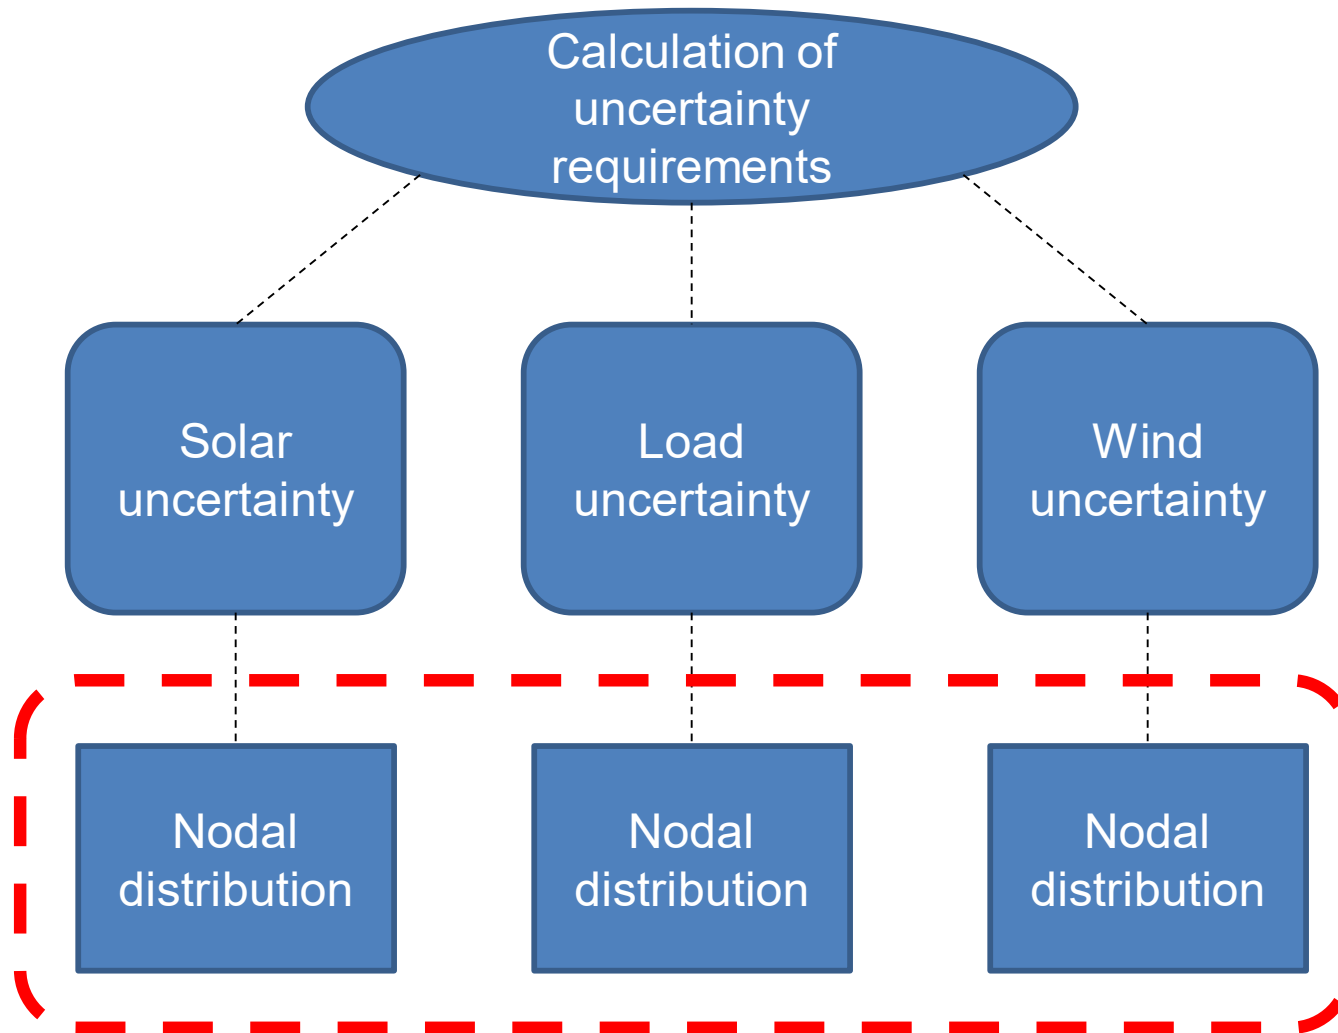 Calculation of
uncertainty
requirements
Solar
uncertainty
Load
uncertainty
Wind
uncertainty
Nodal
distribution
Nodal
distribution
Nodal
distribution